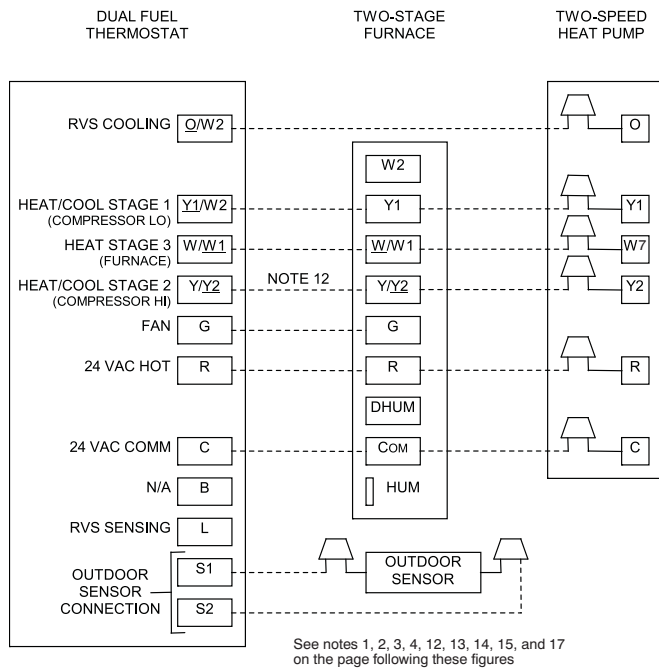 DUAL FUEL
THERMOSTAT
TWO-STAGE
FURNACE
TWO-SPEED
HEAT PUMP
RVS COOLING O/W2 O
W2
HEAT/COOL STAGE 1 Y1/W2 Y1 Y1
(COMPRESSOR LO)
HEAT STAGE 3 W/W1 W/W1 W7
(FURNACE)
HEAT/COOL STAGE 2 Y/Y2 NOTE 12 Y/Y2 Y2
(COMPRESSOR HI)
FAN G G
24 VAC HOT R R R
DHUM
24 VAC COMM C COM C
N/A B HUM
RVS SENSING L
OUTDOOR
SENSOR
CONNECTION
S1
S2
OUTDOOR
SENSOR
See notes 1, 2, 3, 4, 12, 13, 14, 15, and 17
on the page following these figures